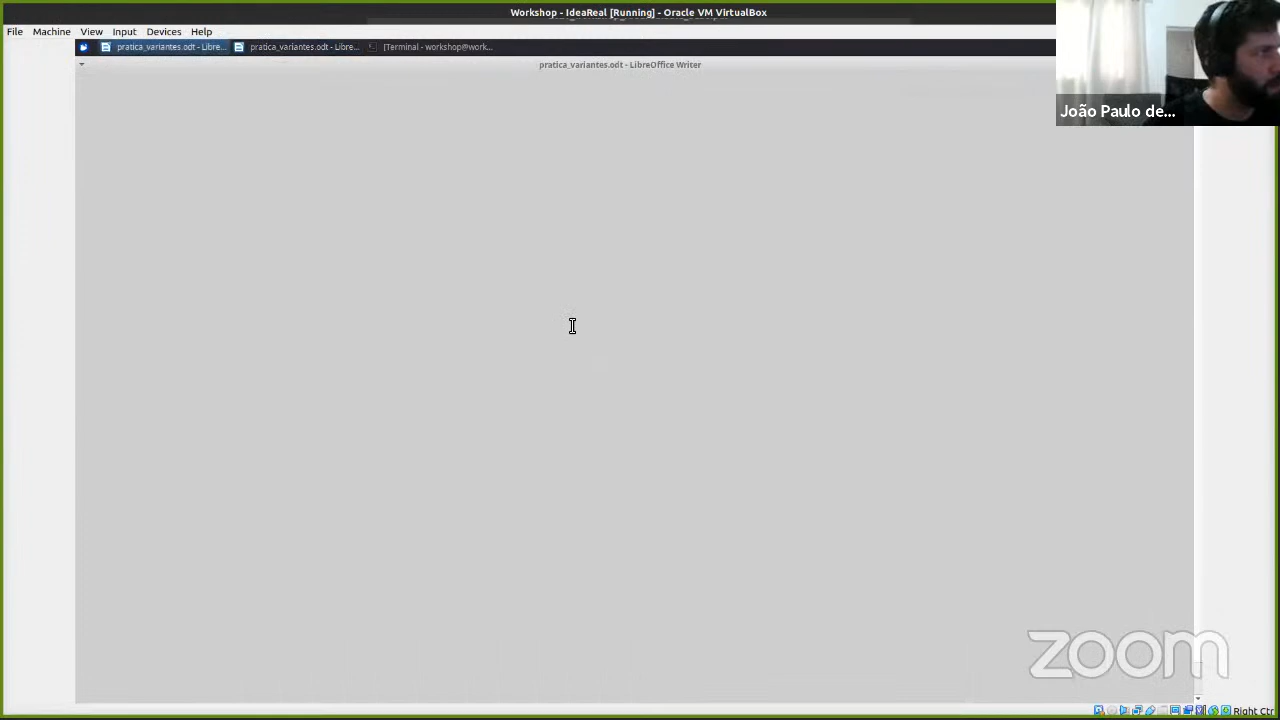 Workshop - IdeaReal [Running] - Oracle VM VirtualBox
File Machine View Input Devices Help
pratica_variantes.odt - Libre... pratica_variantes.odt - Libre... [Terminal - workshop@work...
pratica_variantes.odt - LibreOffice Writer
João Paulo de...
zoom
Right Ctr